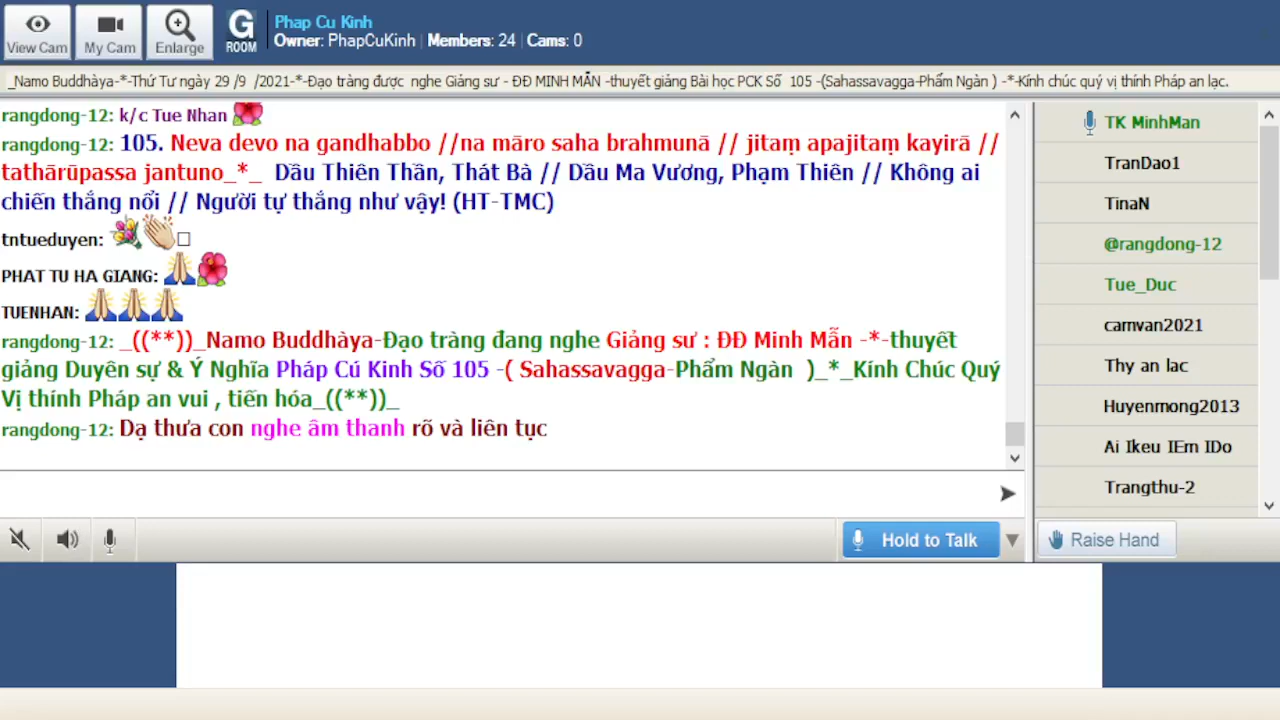 View Cam
My Cam
Enlarge
G ROOM
Phap Cu Kinh
Owner: PhapCuKinh | Members: 24 | Cams: 0
_Namo Buddhàya-*-Thứ Tư ngày 29 /9 /2021-*-Đạo tràng được nghe Giảng sư - ĐĐ MINH MẪN -thuyết giảng Bài học PCK Số 105 -(Sahassavagga-Phẩm Ngàn ) -*-Kính chúc quý vị thính Pháp an lạc.
rangdong-12: k/c Tue Nhan
rangdong-12: 105. Neva devo na gandhabbo //na māro saha brahmunā // jitaṃ apajitaṃ kayirā //
tathārūpassa jantuno_*_ Dầu Thiên Thần, Thát Bà // Dầu Ma Vương, Phạm Thiên // Không ai
chiến thắng nổi // Người tự thắng như vậy! (HT-TMC)
tntueduyen:
PHAT TU HA GIANG:
TUENHAN:
rangdong-12: _((**))_Namo Buddhàya-Đạo tràng đang nghe Giảng sư : ĐĐ Minh Mẫn -*-thuyết
giảng Duyên sự & Ý Nghĩa Pháp Cú Kinh Số 105 -( Sahassavagga-Phẩm Ngàn )_*_Kính Chúc Quý
Vị thính Pháp an vui , tiến hóa_((**))_
rangdong-12: Dạ thưa con nghe âm thanh rõ và liên tục
TK MinhMan
TranDao1
TinaN
@rangdong-12
Tue_Duc
camvan2021
Thy an lac
Huyenmong2013
Ai Ikeu IEm IDo
Trangthu-2
Hold to Talk
Raise Hand